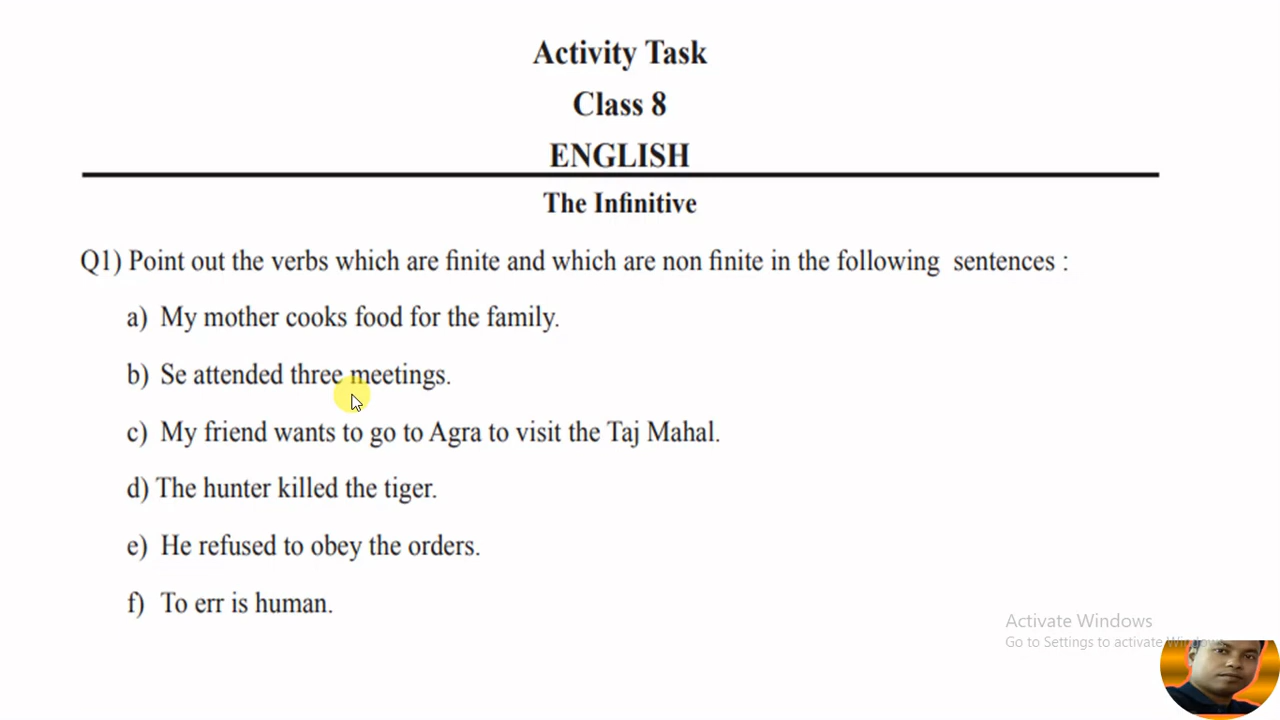 Activity Task
Class 8
ENGLISH
The Infinitive
Q1) Point out the verbs which are finite and which are non finite in the following sentences :
a) My mother cooks food for the family.
b) Se attended three meetings.
c) My friend wants to go to Agra to visit the Taj Mahal.
d) The hunter killed the tiger.
e) He refused to obey the orders.
f) To err is human.
Activate Windows
Go to Settings to activate Windows.